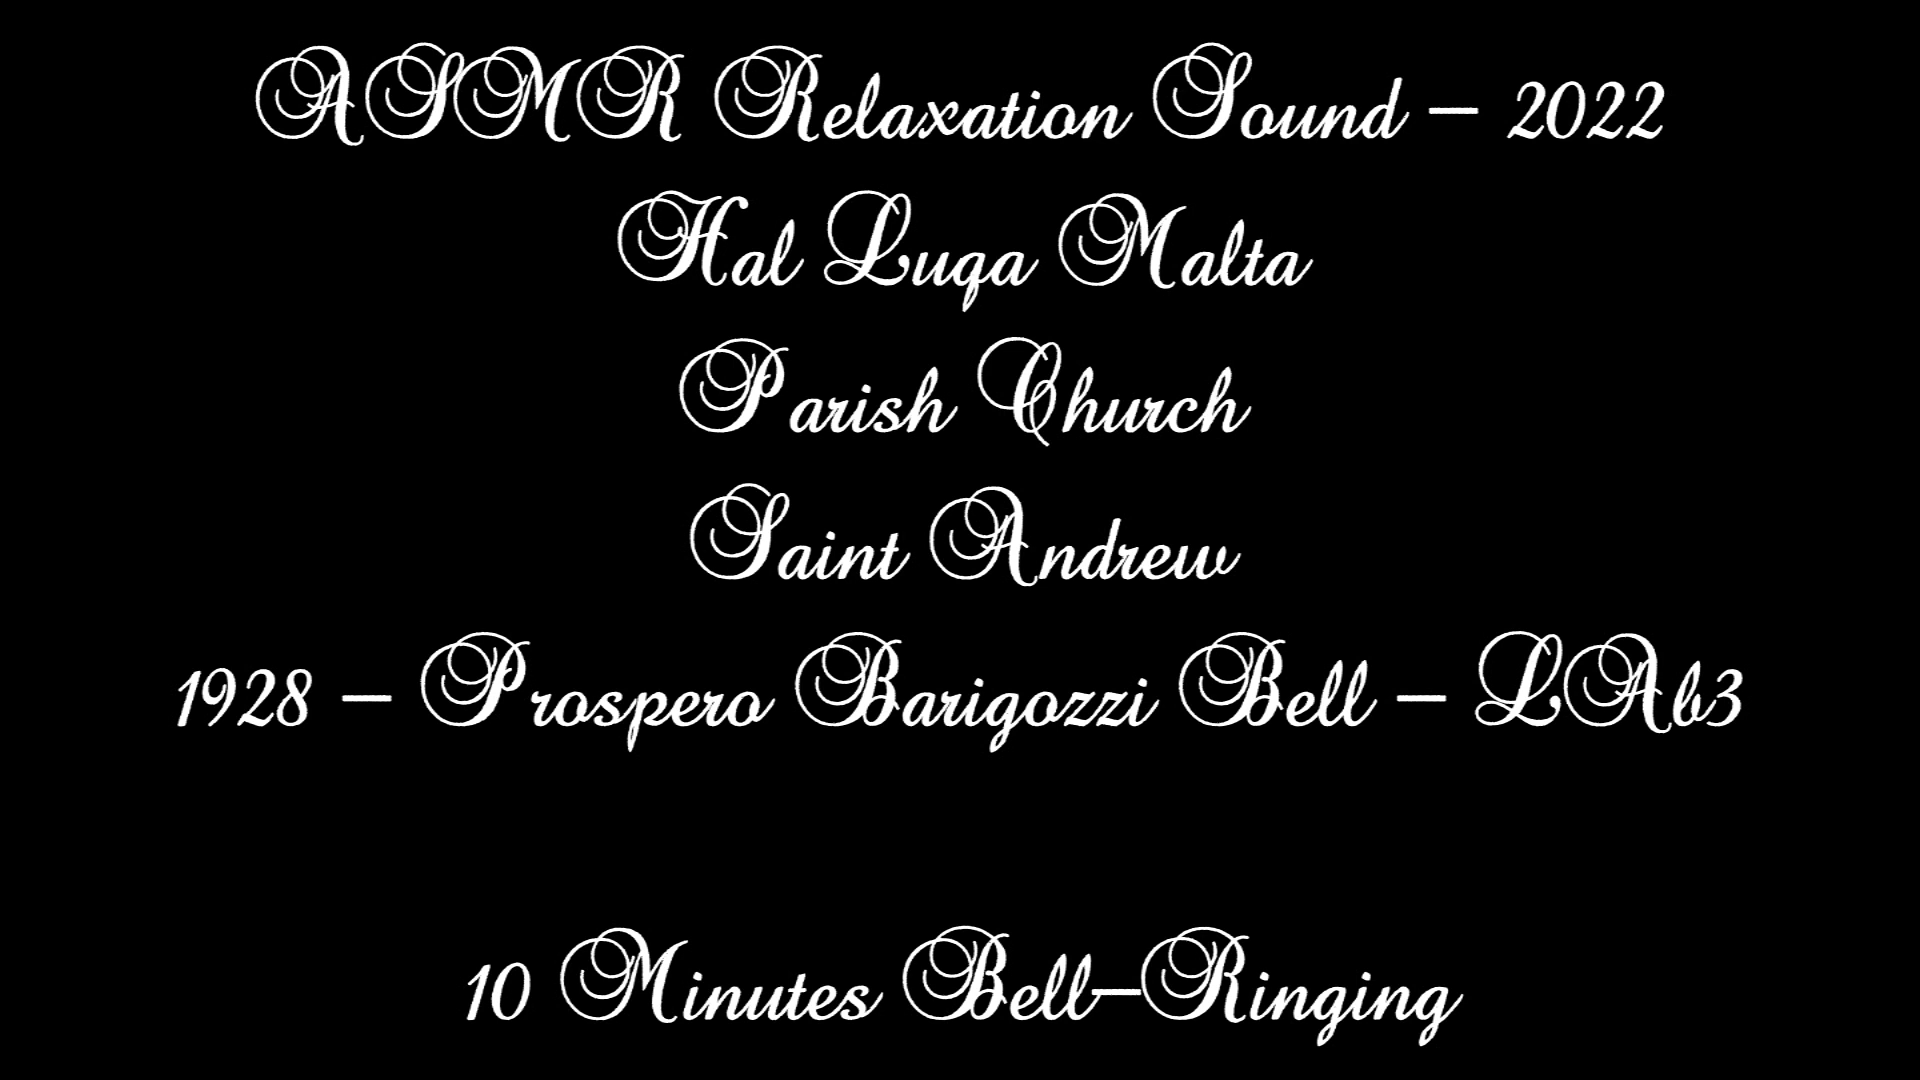 ASMR Relaxation Sound - 2022
Hal Luqa Malta
Parish Church
Saint Andrew
1928 - Prospero Barigozzi Bell - LAb3
10 Minutes Bell-Ringing